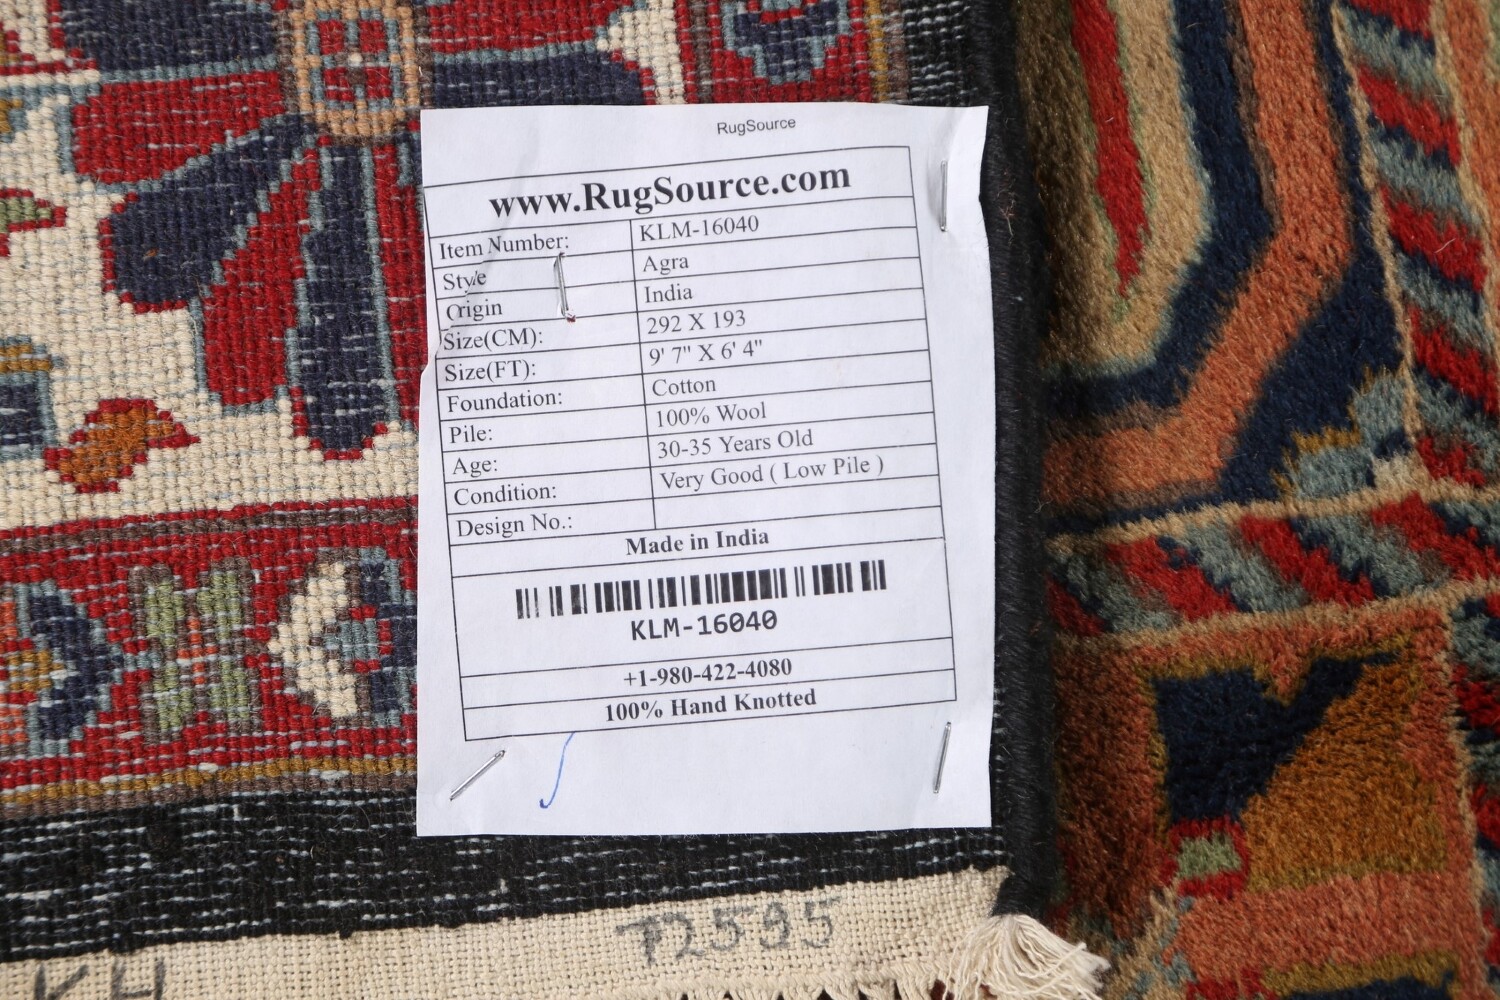 RugSource
www.RugSource.com
Item Number: KLM-16040
Style Agra
Origin India
Size(CM): 292 X 193
Size(FT): 9' 7" X 6' 4"
Foundation: Cotton
Pile: 100% Wool
Age: 30-35 Years Old
Condition: Very Good ( Low Pile )
Design No.:
Made in India
KLM-16040
+1-980-422-4080
100% Hand Knotted
72595
KH